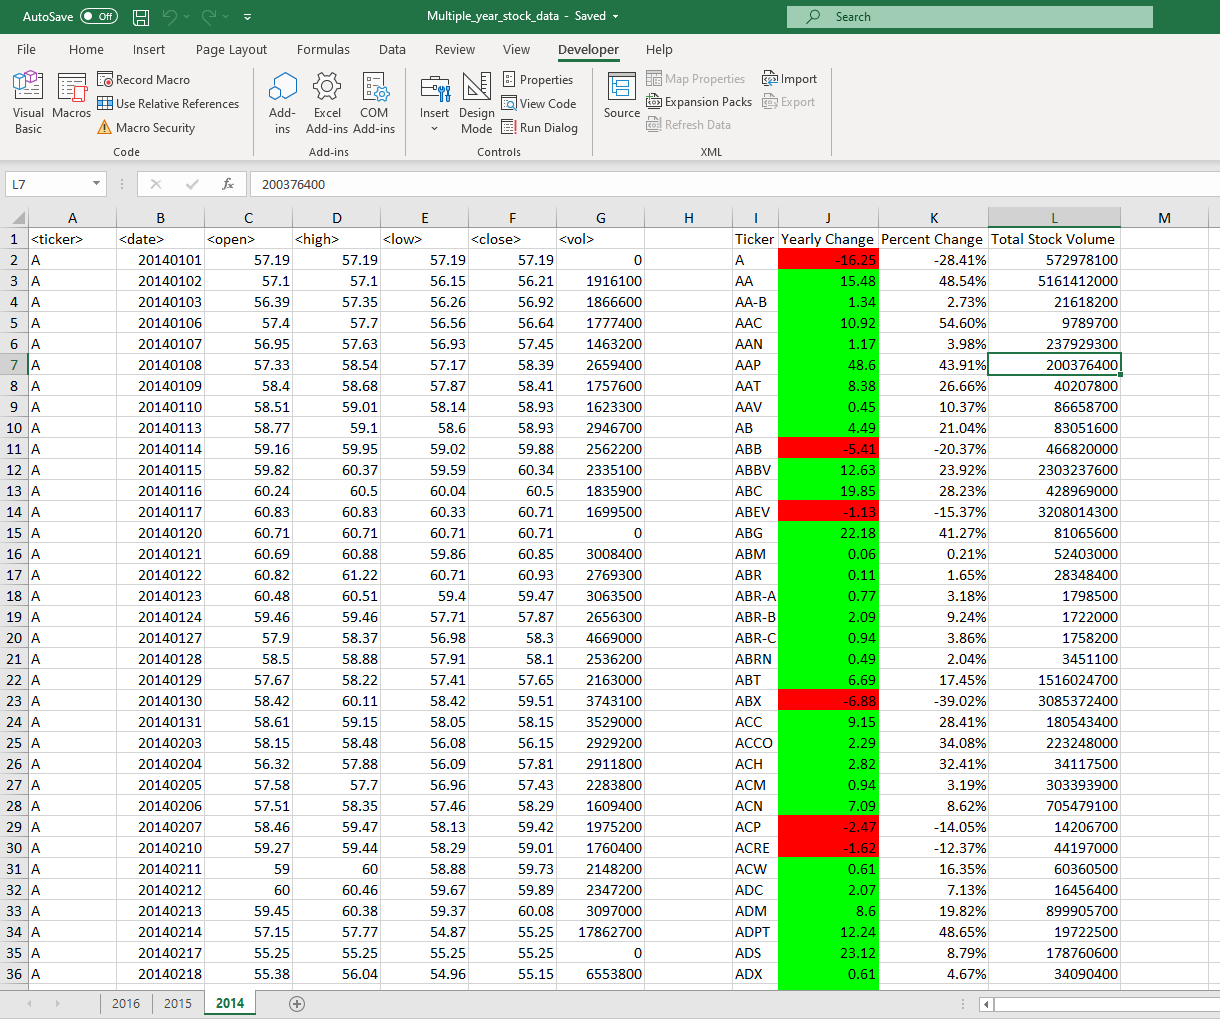 AutoSave Off Multiple_year_stock_data - Saved Search
File Home Insert Page Layout Formulas Data Review View Developer Help
Visual Basic
Macros
Record Macro
Use Relative References
Macro Security
Code
Add-ins
Excel Add-ins
COM Add-ins
Add-ins
Insert
Design Mode
Properties
View Code
Run Dialog
Controls
Source
Map Properties
Expansion Packs
Refresh Data
Import
Export
XML
L7 fx 200376400
A B C D E F G H I J K L M
1 <ticker> <date> <open> <high> <low> <close> <vol> Ticker Yearly Change Percent Change Total Stock Volume
2 A 20140101 57.19 57.19 57.19 57.19 0 A -16.25 -28.41% 572978100
3 A 20140102 57.1 57.1 56.15 56.21 1916100 AA 15.48 48.54% 5161412000
4 A 20140103 56.39 57.35 56.26 56.92 1866600 AA-B 1.34 2.73% 21618200
5 A 20140106 57.4 57.7 56.56 56.64 1777400 AAC 10.92 54.60% 9789700
6 A 20140107 56.95 57.63 56.93 57.45 1463200 AAN 1.17 3.98% 237929300
7 A 20140108 57.33 58.54 57.17 58.39 2659400 AAP 48.6 43.91% 200376400
8 A 20140109 58.4 58.68 57.87 58.41 1757600 AAT 8.38 26.66% 40207800
9 A 20140110 58.51 59.01 58.14 58.93 1623300 AAV 0.45 10.37% 86658700
10 A 20140113 58.77 59.1 58.6 58.93 2946700 AB 4.49 21.04% 83051600
11 A 20140114 59.16 59.95 59.02 59.88 2562200 ABB -5.41 -20.37% 466820000
12 A 20140115 59.82 60.37 59.59 60.34 2335100 ABBV 12.63 23.92% 2303237600
13 A 20140116 60.24 60.5 60.04 60.5 1835900 ABC 19.85 28.23% 428969000
14 A 20140117 60.83 60.83 60.33 60.71 1699500 ABEV -1.13 -15.37% 3208014300
15 A 20140120 60.71 60.71 60.71 60.71 0 ABG 22.18 41.27% 81065600
16 A 20140121 60.69 60.88 59.86 60.85 3008400 ABM 0.06 0.21% 52403000
17 A 20140122 60.82 61.22 60.71 60.93 2769300 ABR 0.11 1.65% 28348400
18 A 20140123 60.48 60.51 59.4 59.47 3063500 ABR-A 0.77 3.18% 1798500
19 A 20140124 59.46 59.46 57.71 57.87 2656300 ABR-B 2.09 9.24% 1722000
20 A 20140127 57.9 58.37 56.98 58.3 4669000 ABR-C 0.94 3.86% 1758200
21 A 20140128 58.5 58.88 57.91 58.1 2536200 ABRN 0.49 2.04% 3451100
22 A 20140129 57.67 58.22 57.41 57.65 2163000 ABT 6.69 17.45% 1516024700
23 A 20140130 58.42 60.11 58.42 59.51 3743100 ABX -6.88 -39.02% 3085372400
24 A 20140131 58.61 59.15 58.05 58.15 3529000 ACC 9.15 28.41% 180543400
25 A 20140203 58.15 58.48 56.08 56.15 2929200 ACCO 2.29 34.08% 223248000
26 A 20140204 56.32 57.88 56.09 57.81 2911800 ACH 2.82 32.41% 34117500
27 A 20140205 57.58 57.7 56.96 57.43 2283800 ACM 0.94 3.19% 303393900
28 A 20140206 57.51 58.35 57.46 58.29 1609400 ACN 7.09 8.62% 705479100
29 A 20140207 58.46 59.47 58.13 59.42 1975200 ACP -2.47 -14.05% 14206700
30 A 20140210 59.27 59.44 58.29 59.01 1760400 ACRE -1.62 -12.37% 44197000
31 A 20140211 59 60 58.88 59.73 2148200 ACW 0.61 16.35% 60360500
32 A 20140212 60 60.46 59.67 59.89 2347200 ADC 2.07 7.13% 16456400
33 A 20140213 59.45 60.38 59.37 60.08 3097000 ADM 8.6 19.82% 899905700
34 A 20140214 57.15 57.77 54.87 55.25 17862700 ADPT 12.24 48.65% 19722500
35 A 20140217 55.25 55.25 55.25 55.25 0 ADS 23.12 8.79% 178760600
36 A 20140218 55.38 56.04 54.96 55.15 6553800 ADX 0.61 4.67% 34090400
2016 2015 2014